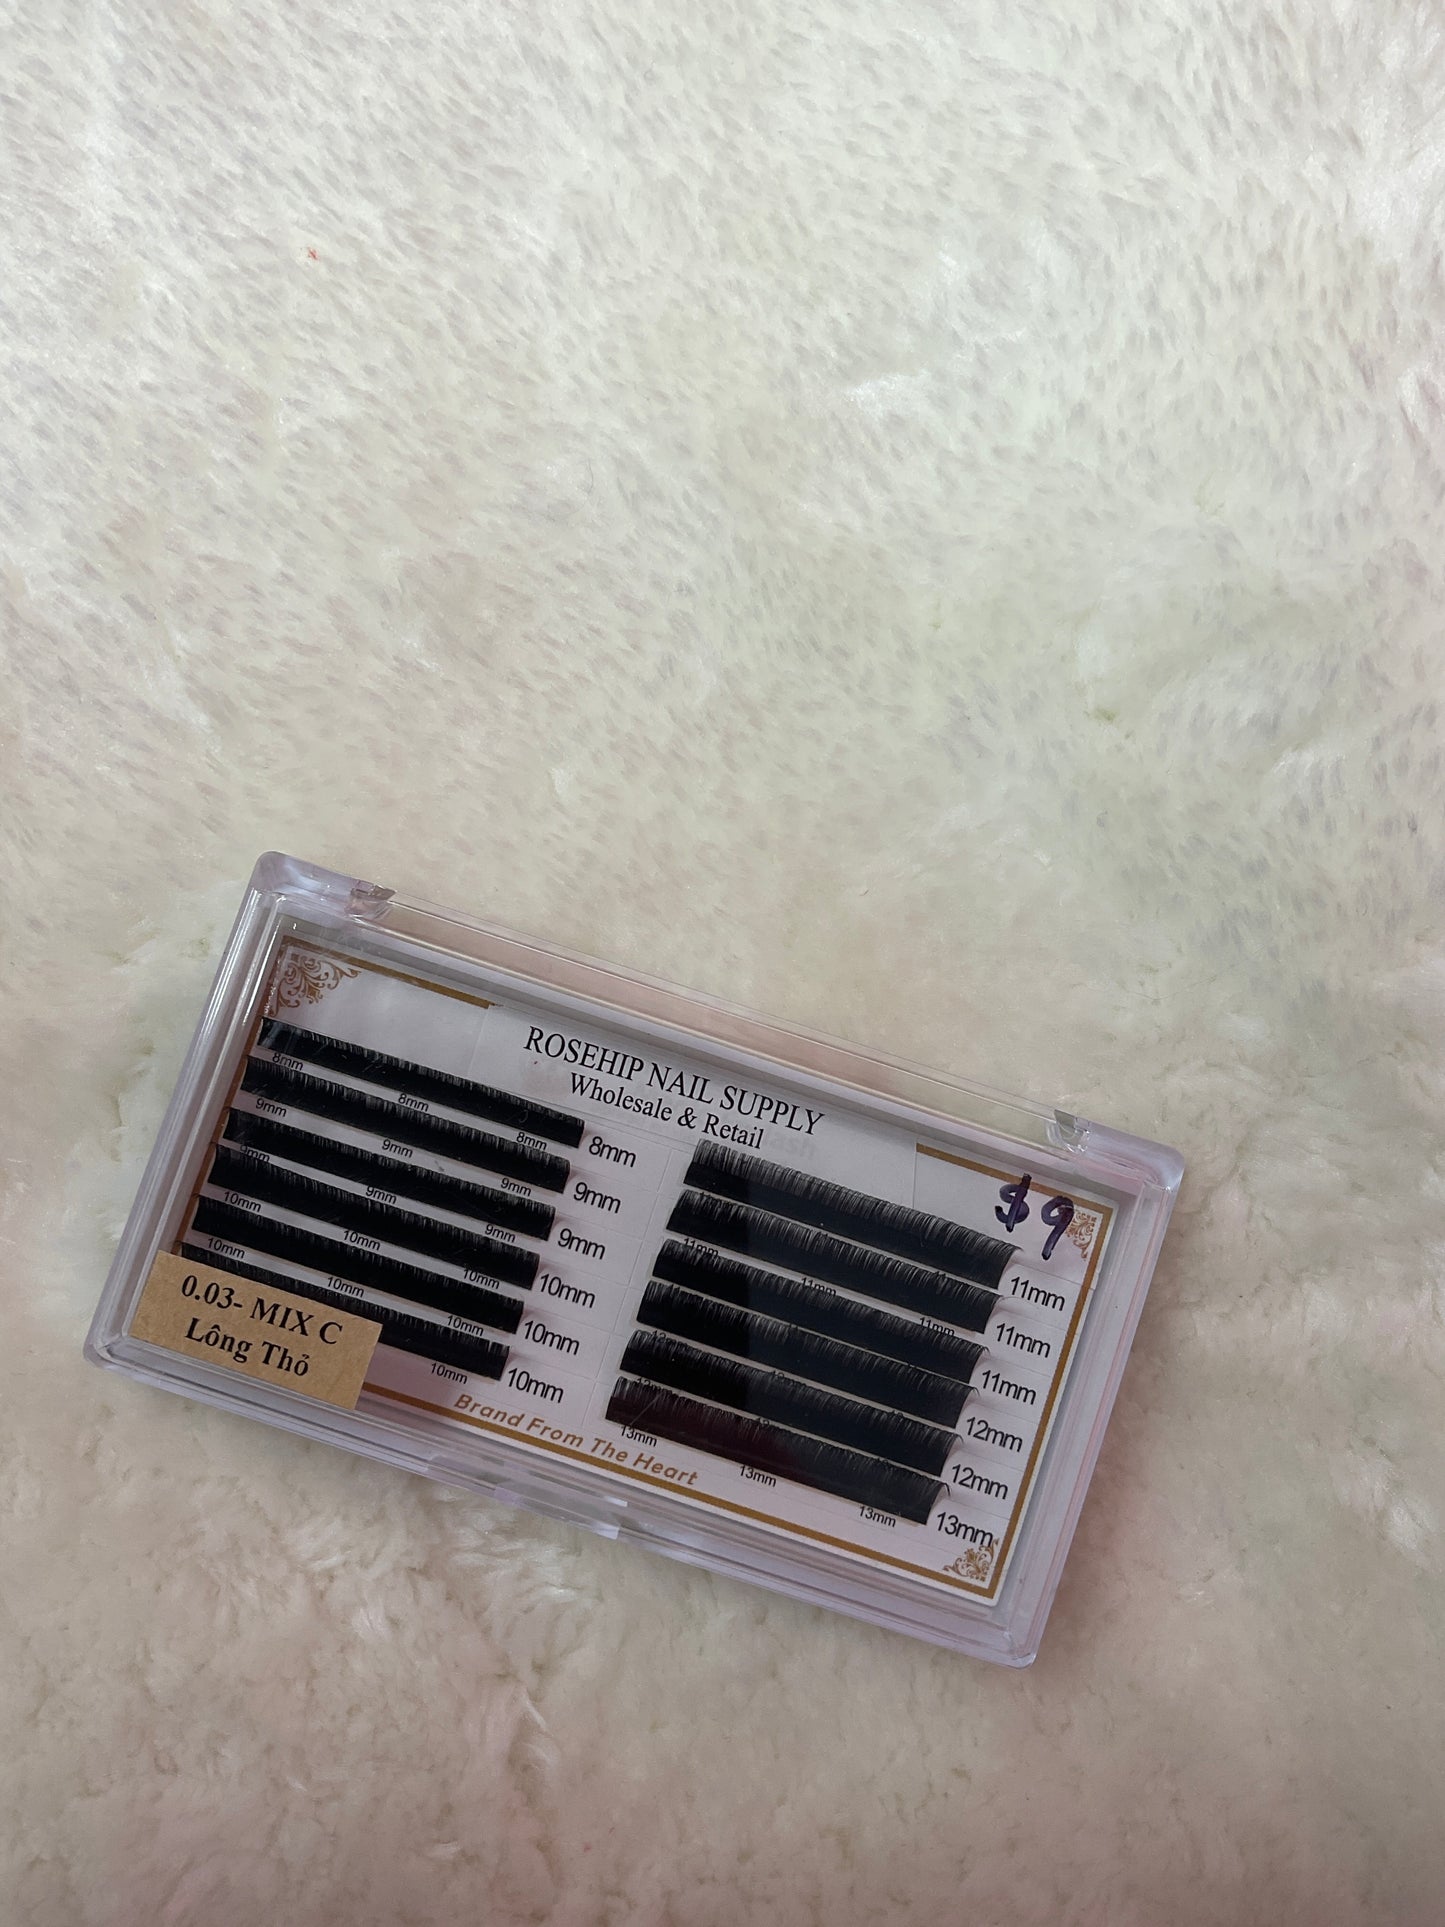 ROSEHIP NAIL SUPPLY
Wholesale & Retail
$9
8mm 8mm 8mm 8mm
9mm 9mm 9mm 9mm
9mm 9mm 9mm 9mm
10mm 10mm 10mm 10mm
10mm 10mm 10mm 10mm
10mm 10mm
11mm
11mm 11mm 11mm 11mm
11mm
12mm
12mm
13mm 13mm 13mm 13mm
0.03- MIX C
Lông Thỏ
Brand From The Heart